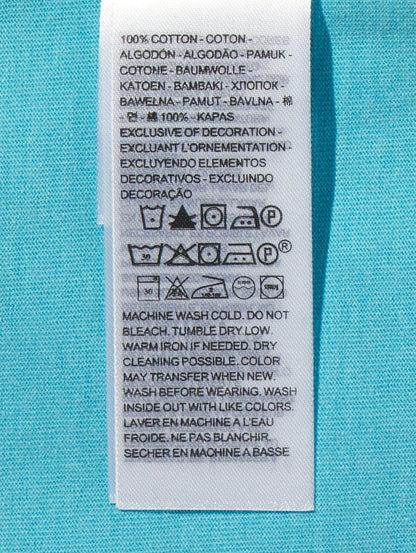 100% COTTON - COTON -
ALGODÓN - ALGODÃO - PAMUK -
COTONE - BAUMWOLLE -
KATOEN - BAMBAKI - ХЛОПОК -
BAWEŁNA - PAMUT - BAVLNA - 棉
- 면 - 綿 100% - KAPAS
EXCLUSIVE OF DECORATION -
EXCLUANT L'ORNEMENTATION -
EXCLUYENDO ELEMENTOS
DECORATIVOS - EXCLUINDO
DECORAÇÃO
P
30 P ®
30
MACHINE WASH COLD. DO NOT
BLEACH. TUMBLE DRY LOW.
WARM IRON IF NEEDED. DRY
CLEANING POSSIBLE. COLOR
MAY TRANSFER WHEN NEW.
WASH BEFORE WEARING. WASH
INSIDE OUT WITH LIKE COLORS.
LAVER EN MACHINE A L'EAU
FROIDE. NE PAS BLANCHIR.
SECHER EN MACHINE A BASSE